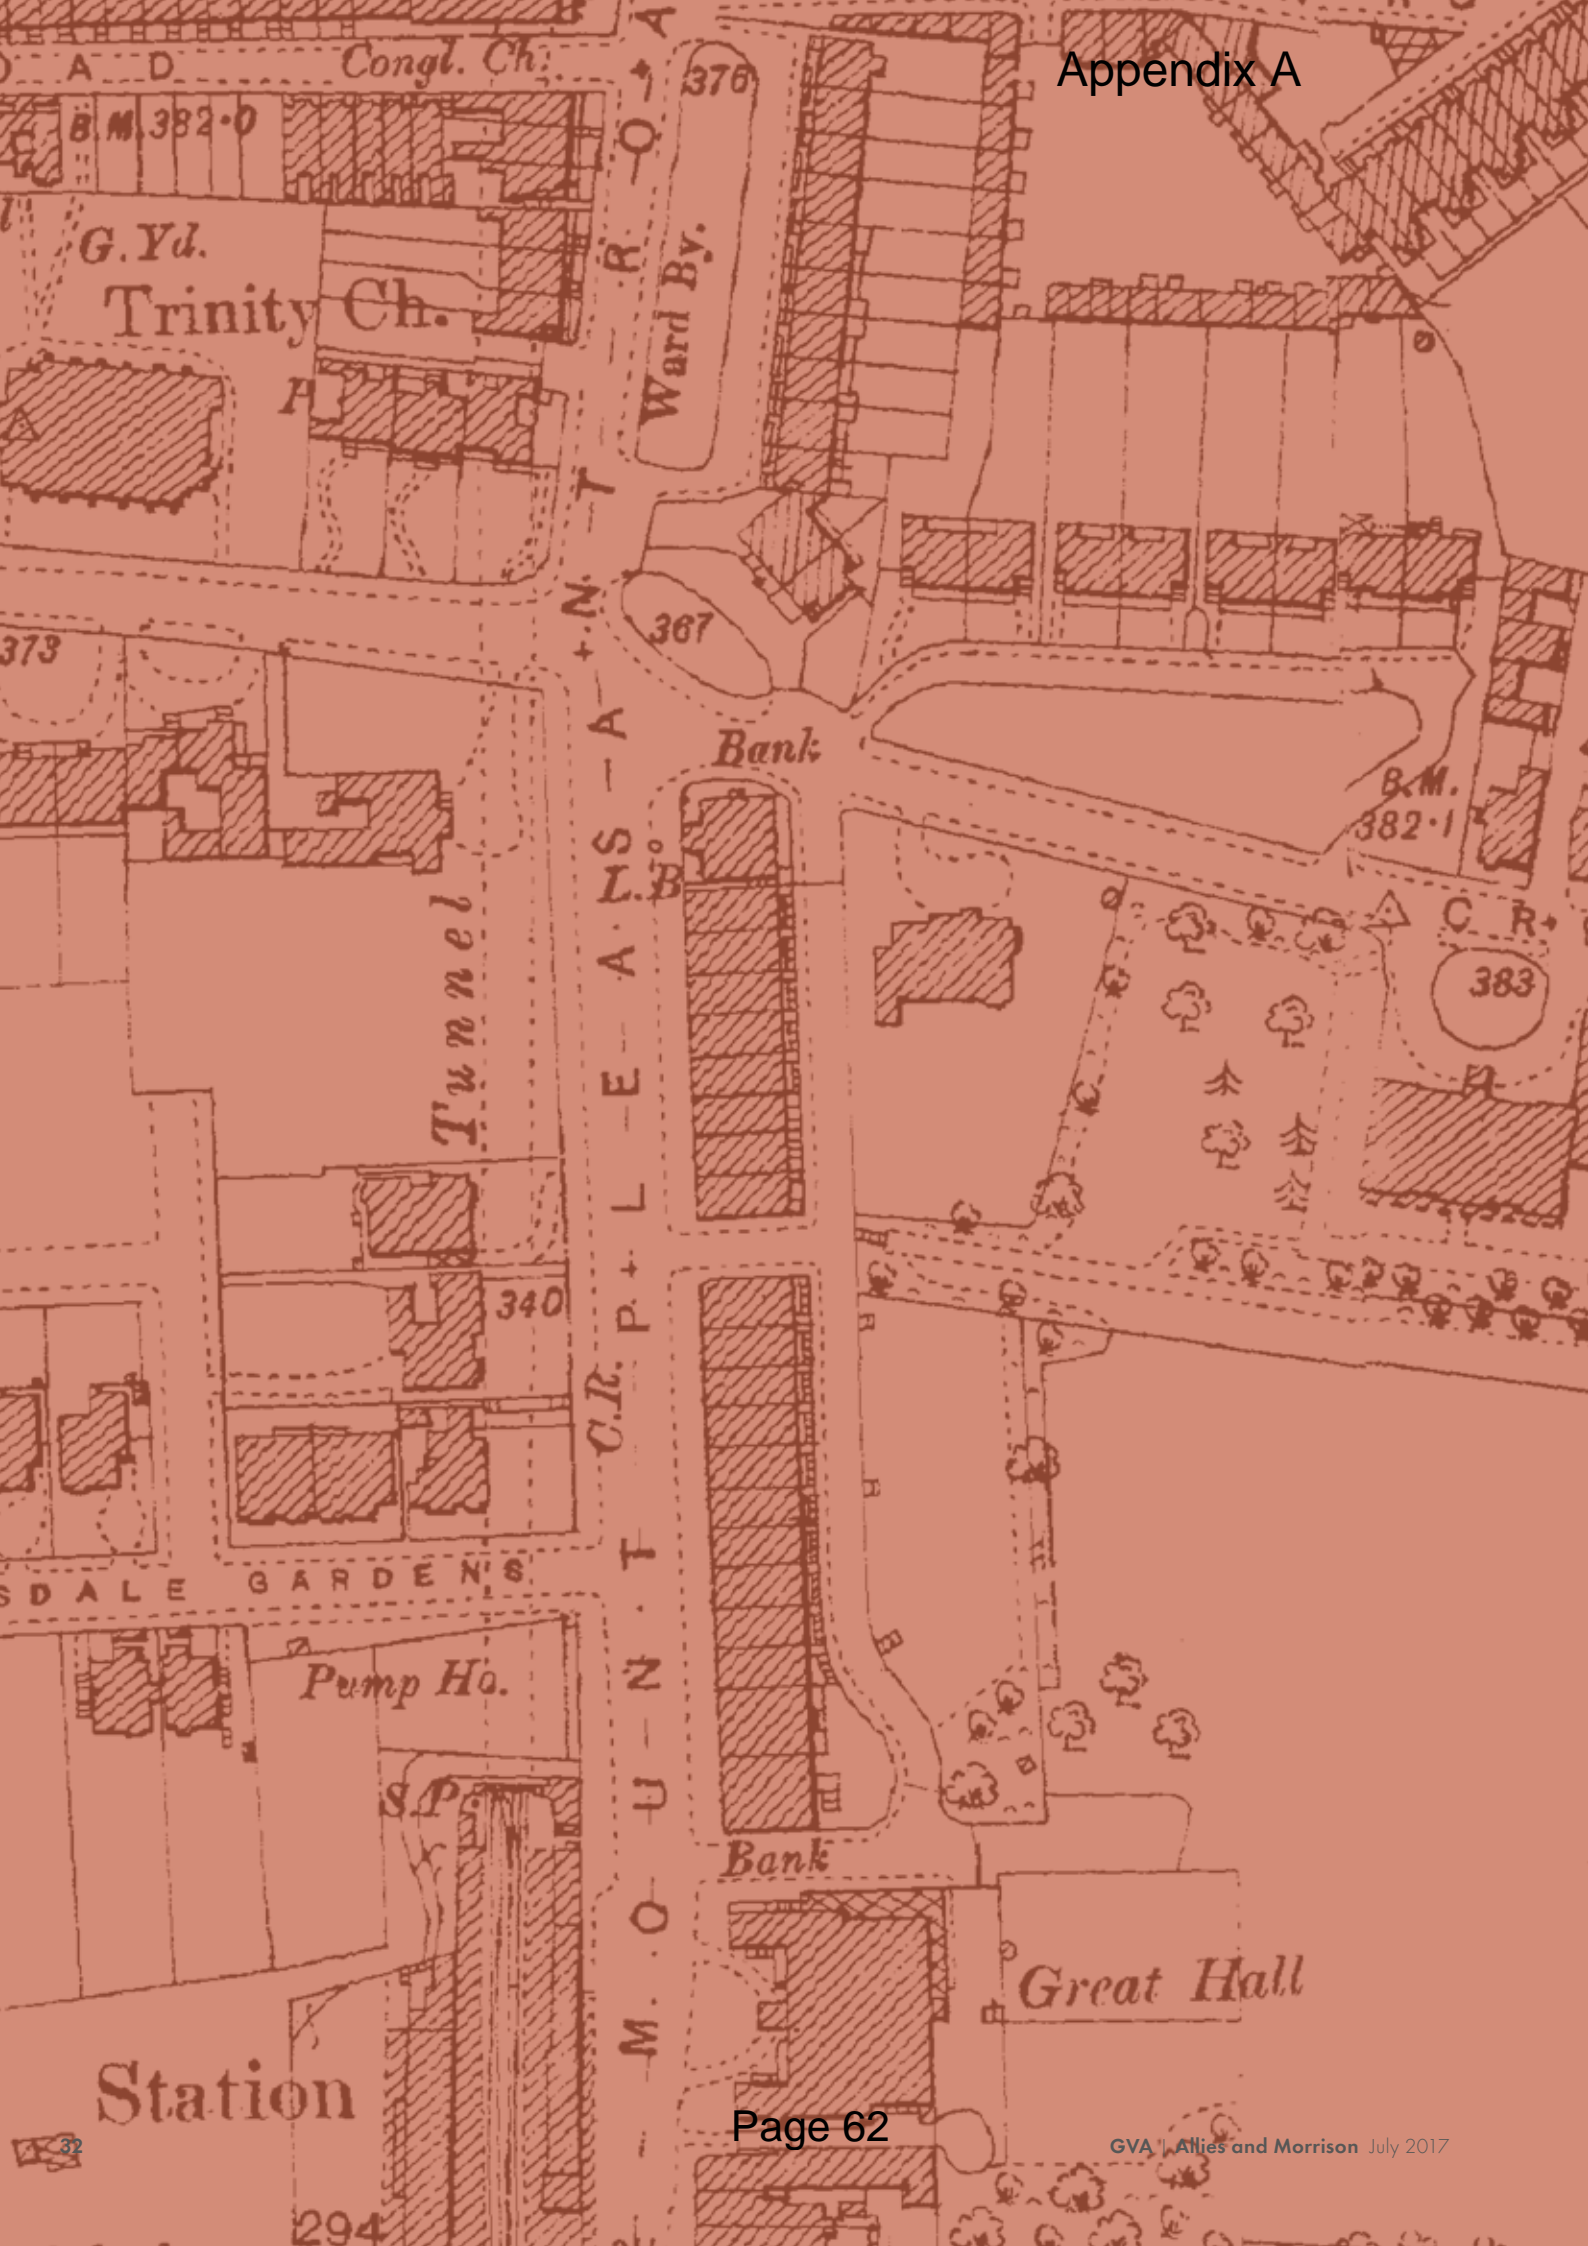 Appendix A
A D
Congl. Ch.
376
B.M. 382·0
G. Yd.
Trinity Ch.
Ward By.
MOUNT PLEASANT ROA
367
373
Bank
B.M.
382·1
L.B.
C R
383
Tunnel
340
C.R.
SDALE GARDENS
Pump Ho.
S.P.
Bank
Great Hall
Station
294
Page 62
32
GVA | Allies and Morrison July 2017